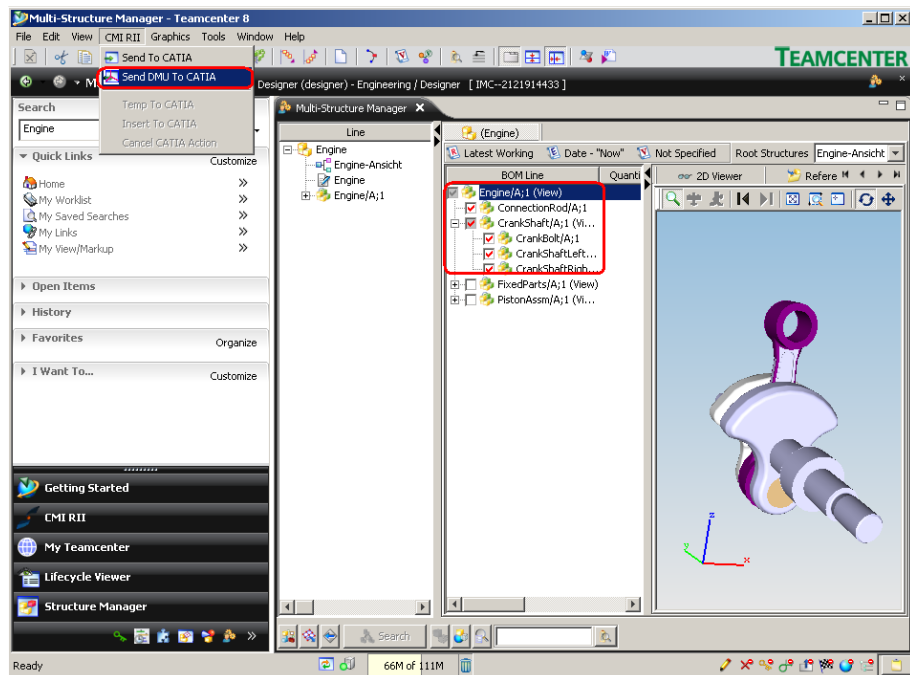 Multi-Structure Manager - Teamcenter 8
File Edit View CMI RII Graphics Tools Window Help
Send To CATIA
Send DMU To CATIA
Temp To CATIA
Insert To CATIA
Cancel CATIA Action
TEAMCENTER
M
Designer (designer) - Engineering / Designer [ IMC--2121914433 ]
Search
Engine
Quick Links
Customize
Home
My Worklist
My Saved Searches
My Links
My View/Markup
Open Items
History
Favorites
Organize
I Want To...
Customize
Getting Started
CMI RII
My Teamcenter
Lifecycle Viewer
Structure Manager
Multi-Structure Manager
Line
Engine
Engine-Ansicht
Engine
Engine/A;1
(Engine)
Latest Working Date - "Now" Not Specified Root Structures Engine-Ansicht
BOM Line Quanti
Engine/A;1 (View)
ConnectionRod/A;1
CrankShaft/A;1 (Vi...
CrankBolt/A;1
CrankShaftLeft...
CrankShaftRigh...
FixedParts/A;1 (View)
PistonAssm/A;1 (Vi...
2D Viewer Refere
z
y
x
Search
Ready
66M of 111M